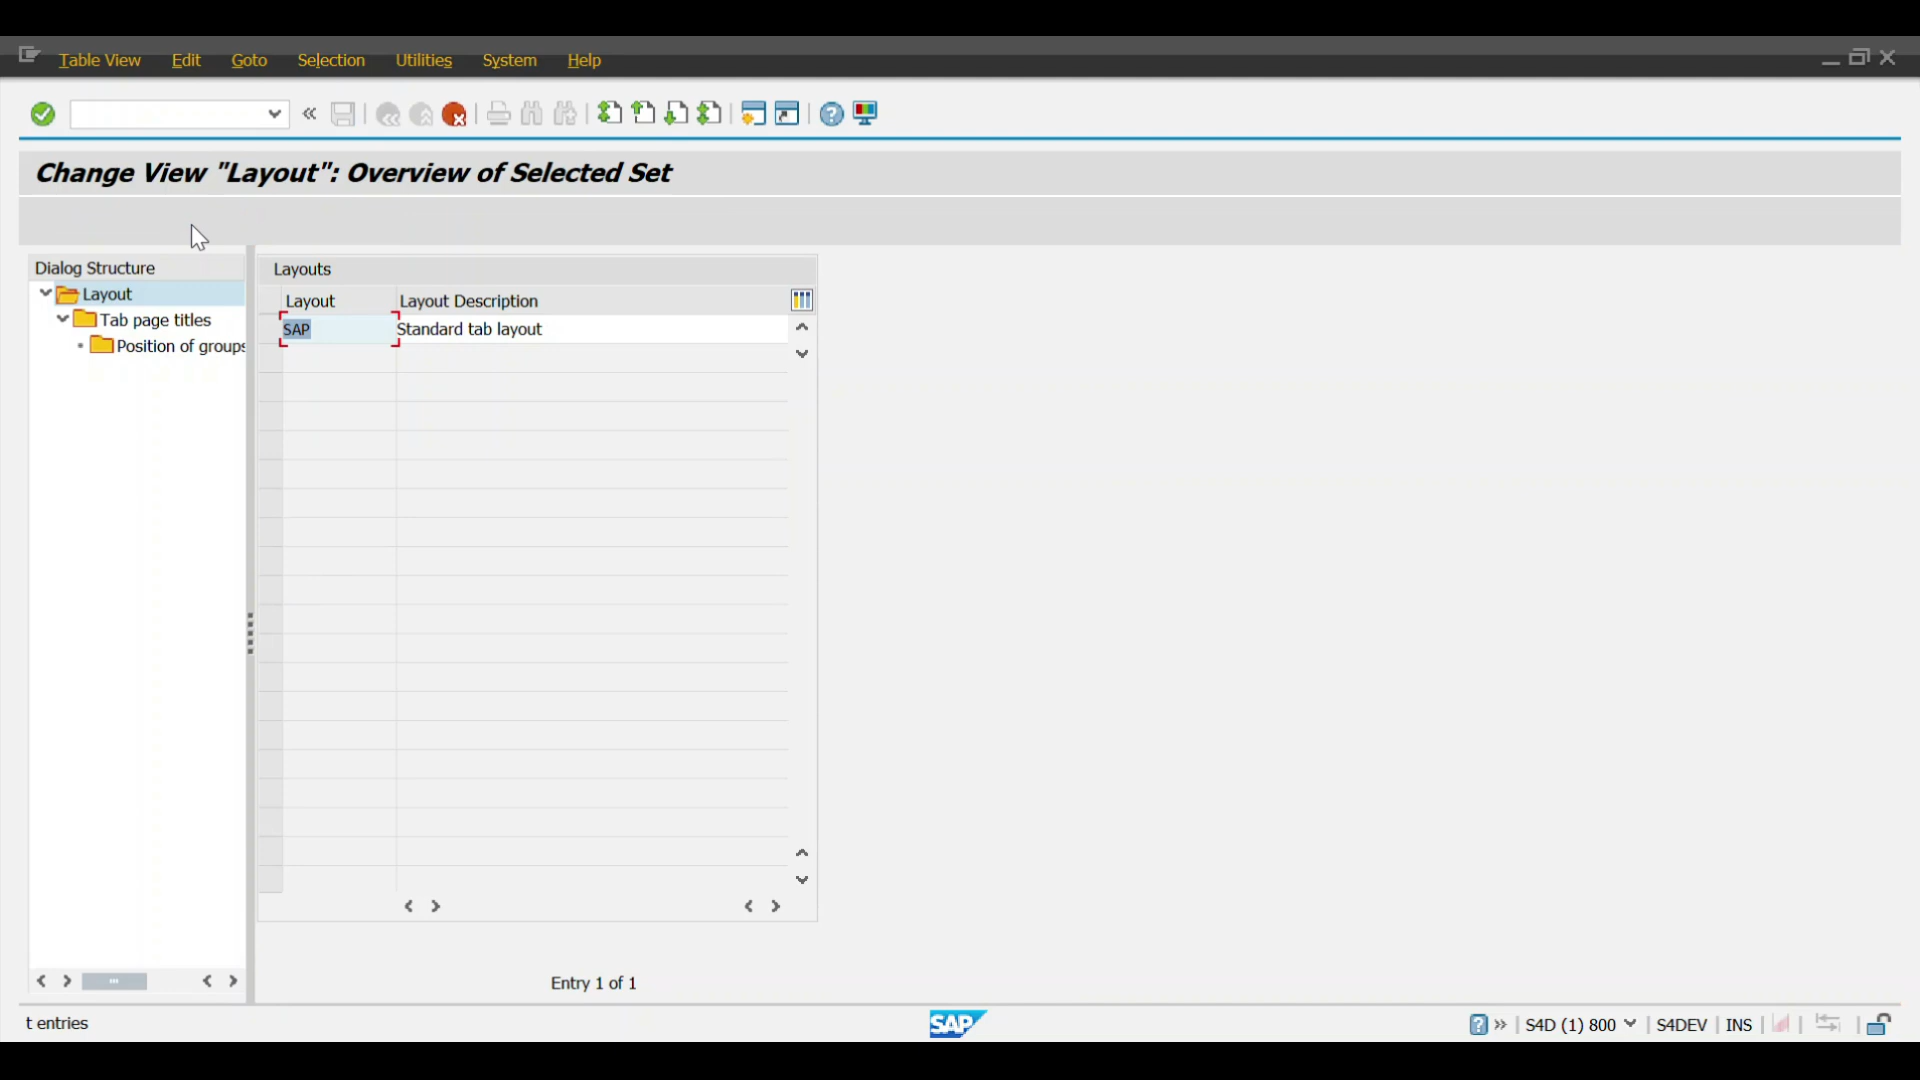 Table View Edit Goto Selection Utilities System Help
Change View "Layout": Overview of Selected Set
Dialog Structure
Layout
Tab page titles
Position of groups
Layouts
Layout Layout Description
SAP Standard tab layout
Entry 1 of 1
t entries
SAP
S4D (1) 800 S4DEV INS